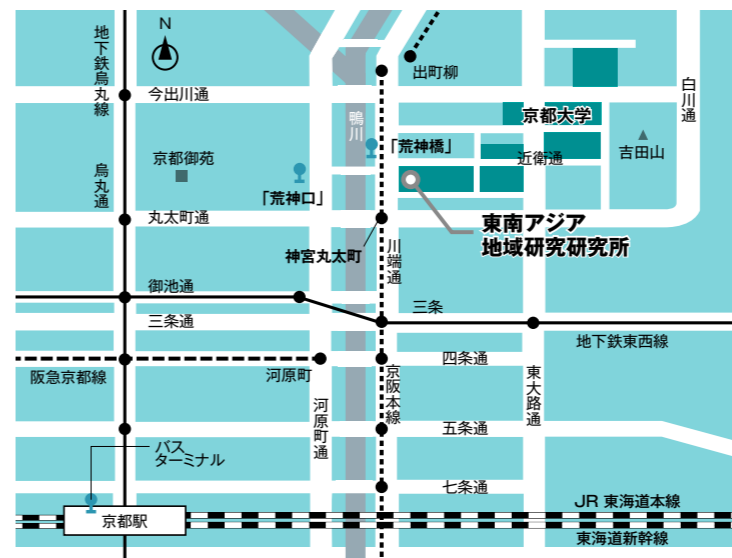 N
地下鉄烏丸線
出町柳
白川通
今出川通
鴨川
京都大学
「荒神橋」
京都御苑
近衛通
吉田山
烏丸通
「荒神口」
丸太町通
東南アジア
地域研究研究所
神宮丸太町
川端通
御池通
三条
三条通
地下鉄東西線
阪急京都線
河原町
四条通
京阪本線
東大路通
河原町通
五条通
バス
ターミナル
七条通
JR 東海道本線
京都駅
東海道新幹線